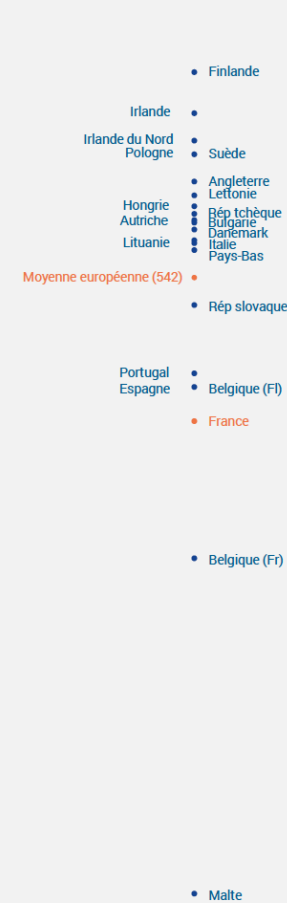 Finlande
Irlande
Irlande du Nord
Pologne
Suède
Angleterre
Lettonie
Hongrie
Rép tchèque
Autriche
Bulgarie
Danemark
Lituanie
Italie
Pays-Bas
Moyenne européenne (542)
Rép slovaque
Portugal
Espagne
Belgique (Fl)
France
Belgique (Fr)
Malte